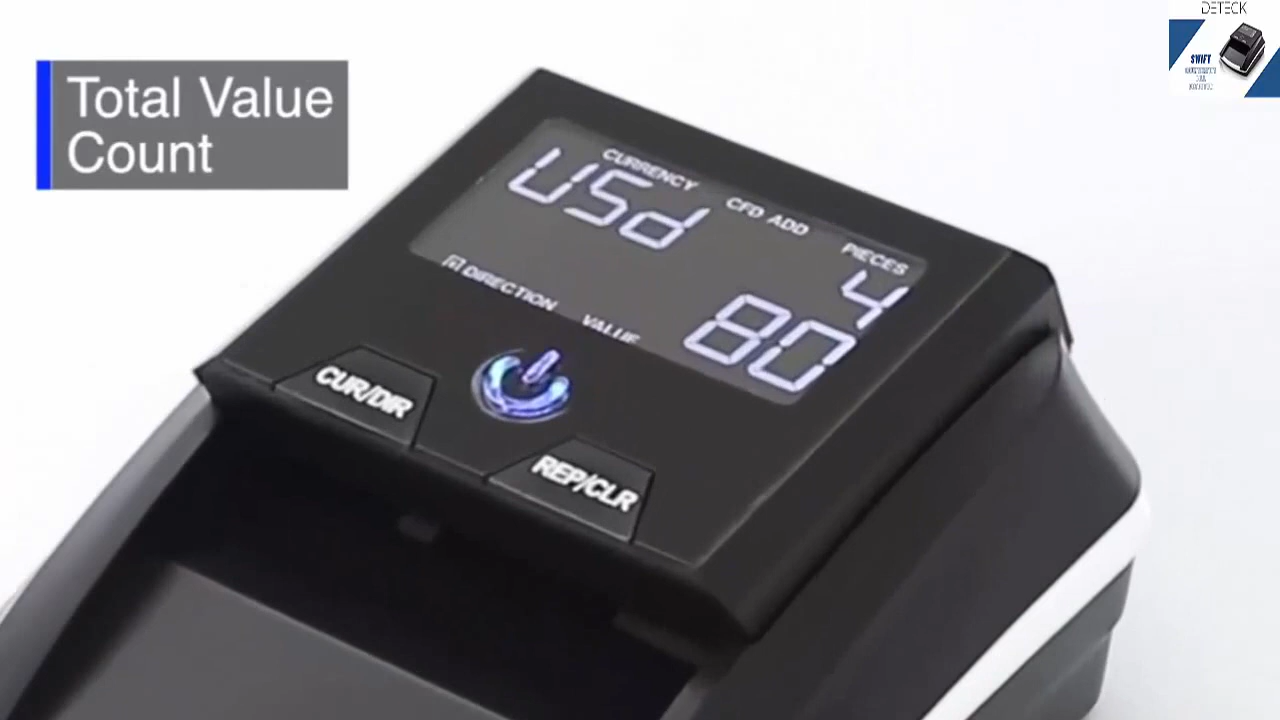 DETECK
SWIFT
Total Value
Count
CURRENCY
CFD ADD
PIECES
USd
4
DIRECTION
VALUE
80
CUR/DIR
REP/CLR